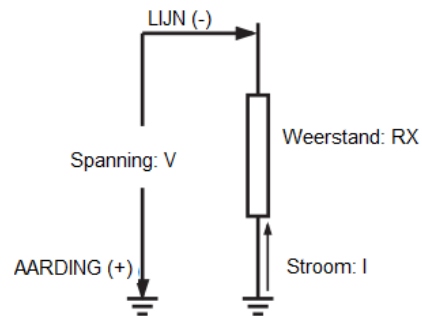 LIJN (-)
Weerstand: RX
Spanning: V
AARDING (+)
Stroom: I